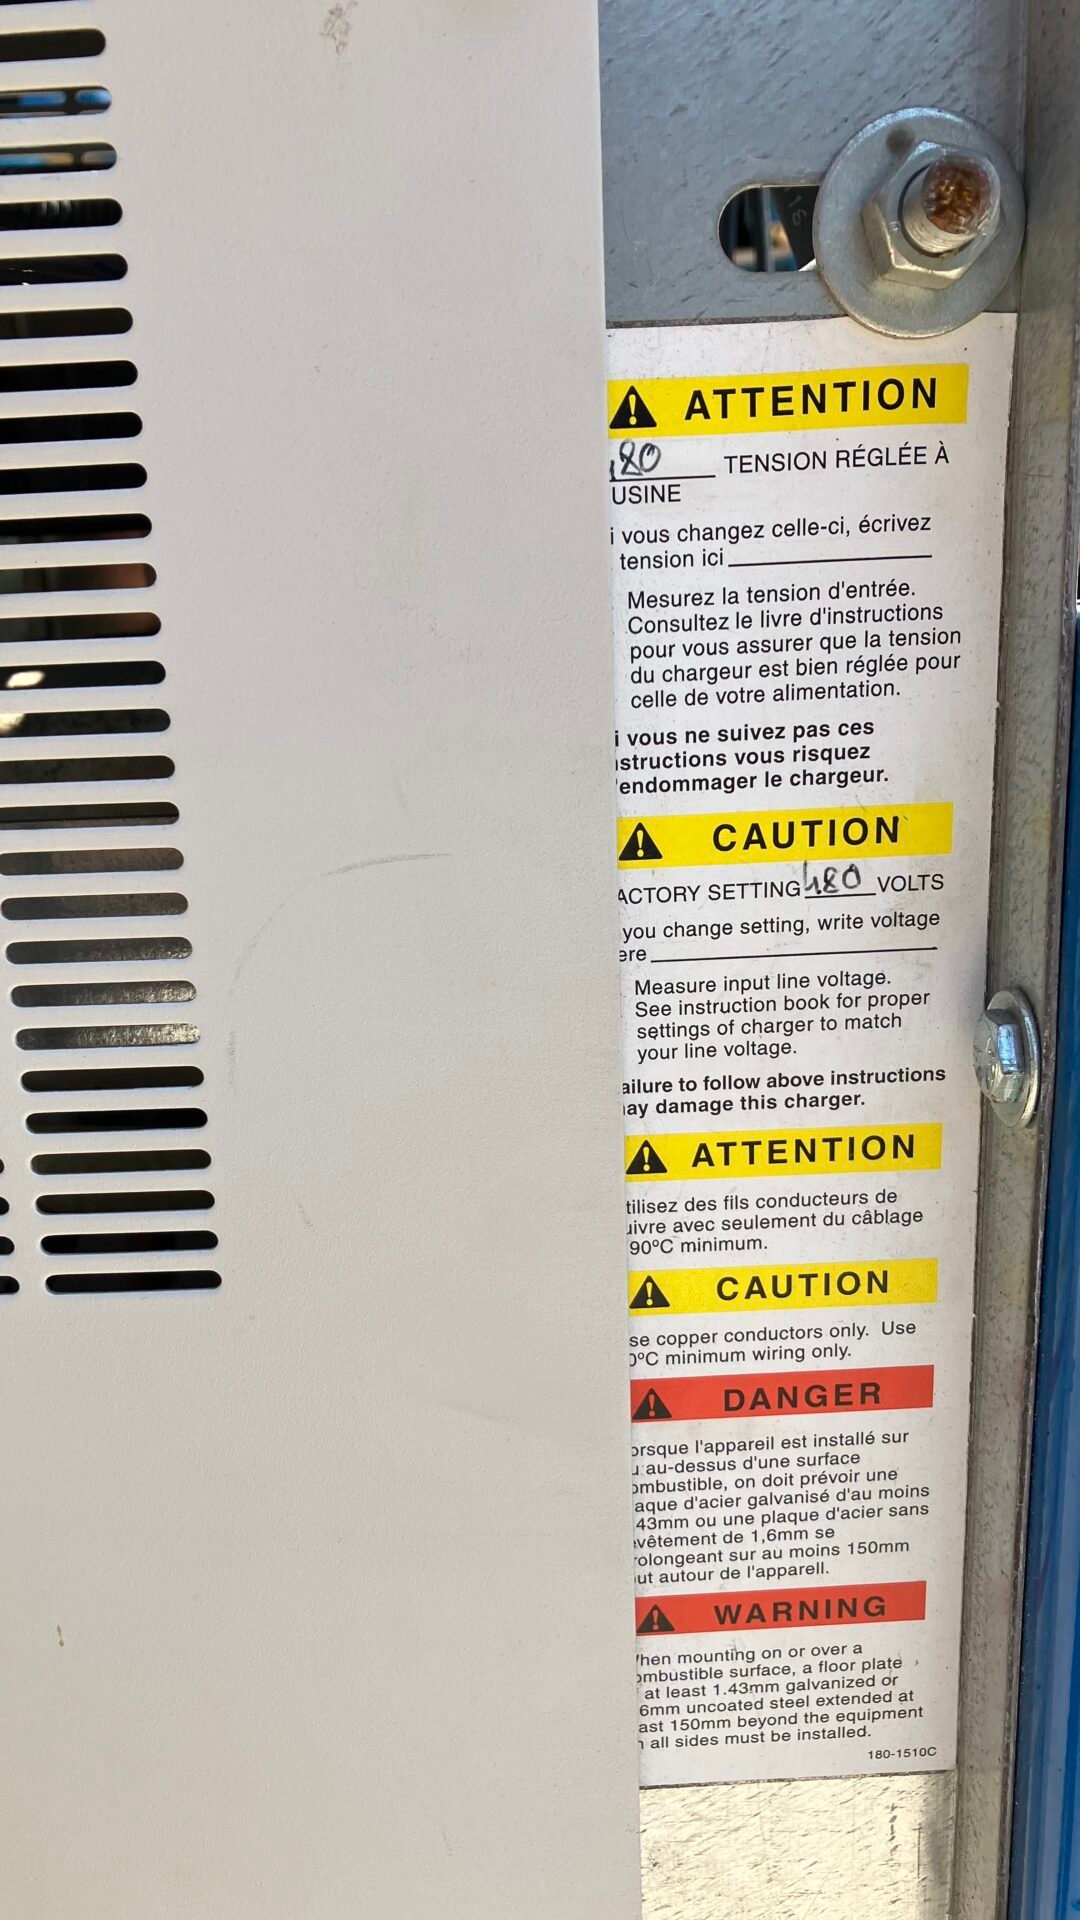 16
ATTENTION
480 TENSION RÉGLÉE À
USINE
i vous changez celle-ci, écrivez
tension ici
Mesurez la tension d'entrée.
Consultez le livre d'instructions
pour vous assurer que la tension
du chargeur est bien réglée pour
celle de votre alimentation.
i vous ne suivez pas ces
structions vous risquez
'endommager le chargeur.
CAUTION
ACTORY SETTING 480 VOLTS
you change setting, write voltage
ere
Measure input line voltage.
See instruction book for proper
settings of charger to match
your line voltage.
ailure to follow above instructions
ay damage this charger.
ATTENTION
tilisez des fils conducteurs de
uivre avec seulement du câblage
90ºC minimum.
CAUTION
se copper conductors only. Use
0ºC minimum wiring only.
DANGER
orsque l'appareil est installé sur
u au-dessus d'une surface
ombustible, on doit prévoir une
aque d'acier galvanisé d'au moins
43mm ou une plaque d'acier sans
vêtement de 1,6mm se
olongeant sur au moins 150mm
ut autour de l'apparell.
WARNING
hen mounting on or over a
ombustible surface, a floor plate
at least 1.43mm galvanized or
6mm uncoated steel extended at
ast 150mm beyond the equipment
n all sides must be installed.
180-1510C